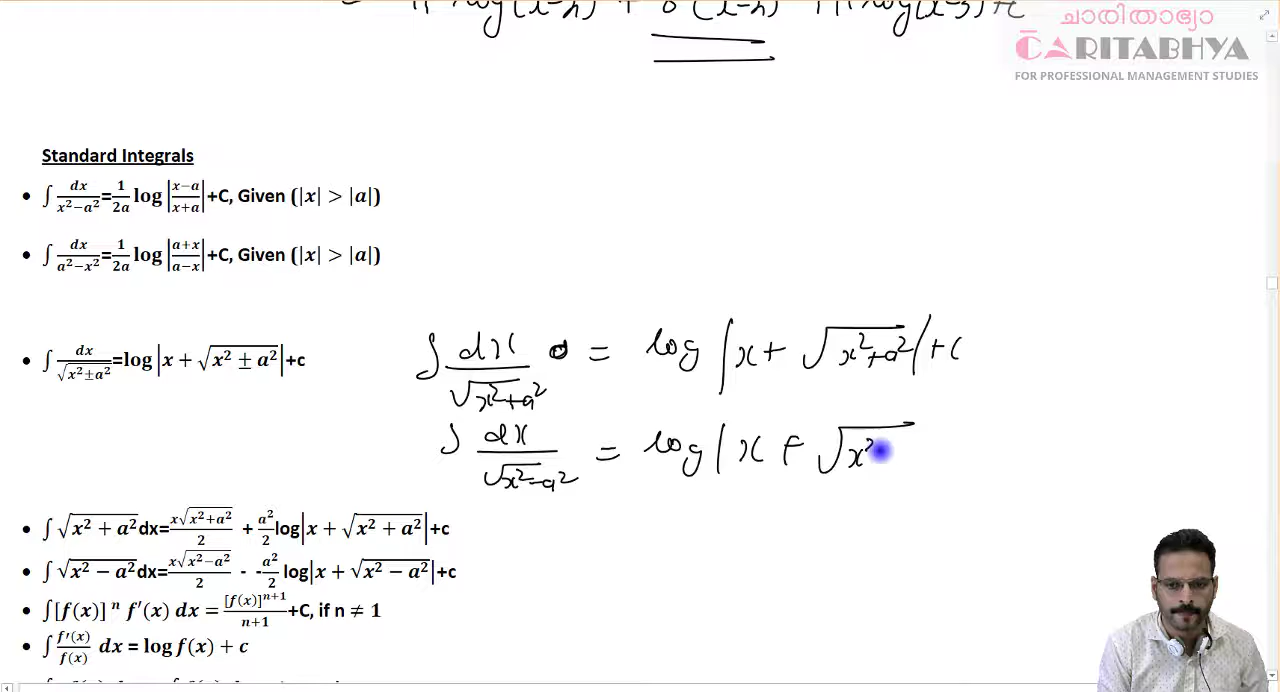 ചാരിതാഭ്യാ
CARITABHYA
FOR PROFESSIONAL MANAGEMENT STUDIES
Standard Integrals
• ∫ dx/(x²−a²)=1/2a log|(x−a)/(x+a)|+C, Given (|x| > |a|)
• ∫ dx/(a²−x²)=1/2a log|(a+x)/(a−x)|+C, Given (|x| > |a|)
• ∫ dx/√(x²±a²)=log|x + √(x² ± a²)|+c
∫ dx/√(x²+a²) = log|x + √(x²+a²)| + c
∫ dx/√(x²−a²) = log|x + √x²
• ∫√(x² + a²)dx=x√(x²+a²)/2 + a²/2 log|x + √(x² + a²)|+c
• ∫√(x² − a²)dx=x√(x²−a²)/2 - -a²/2 log|x + √(x² − a²)|+c
• ∫[f(x)]ⁿ f′(x) dx = [f(x)]ⁿ⁺¹/(n+1)+C, if n ≠ 1
• ∫ f′(x)/f(x) dx = log f(x) + c